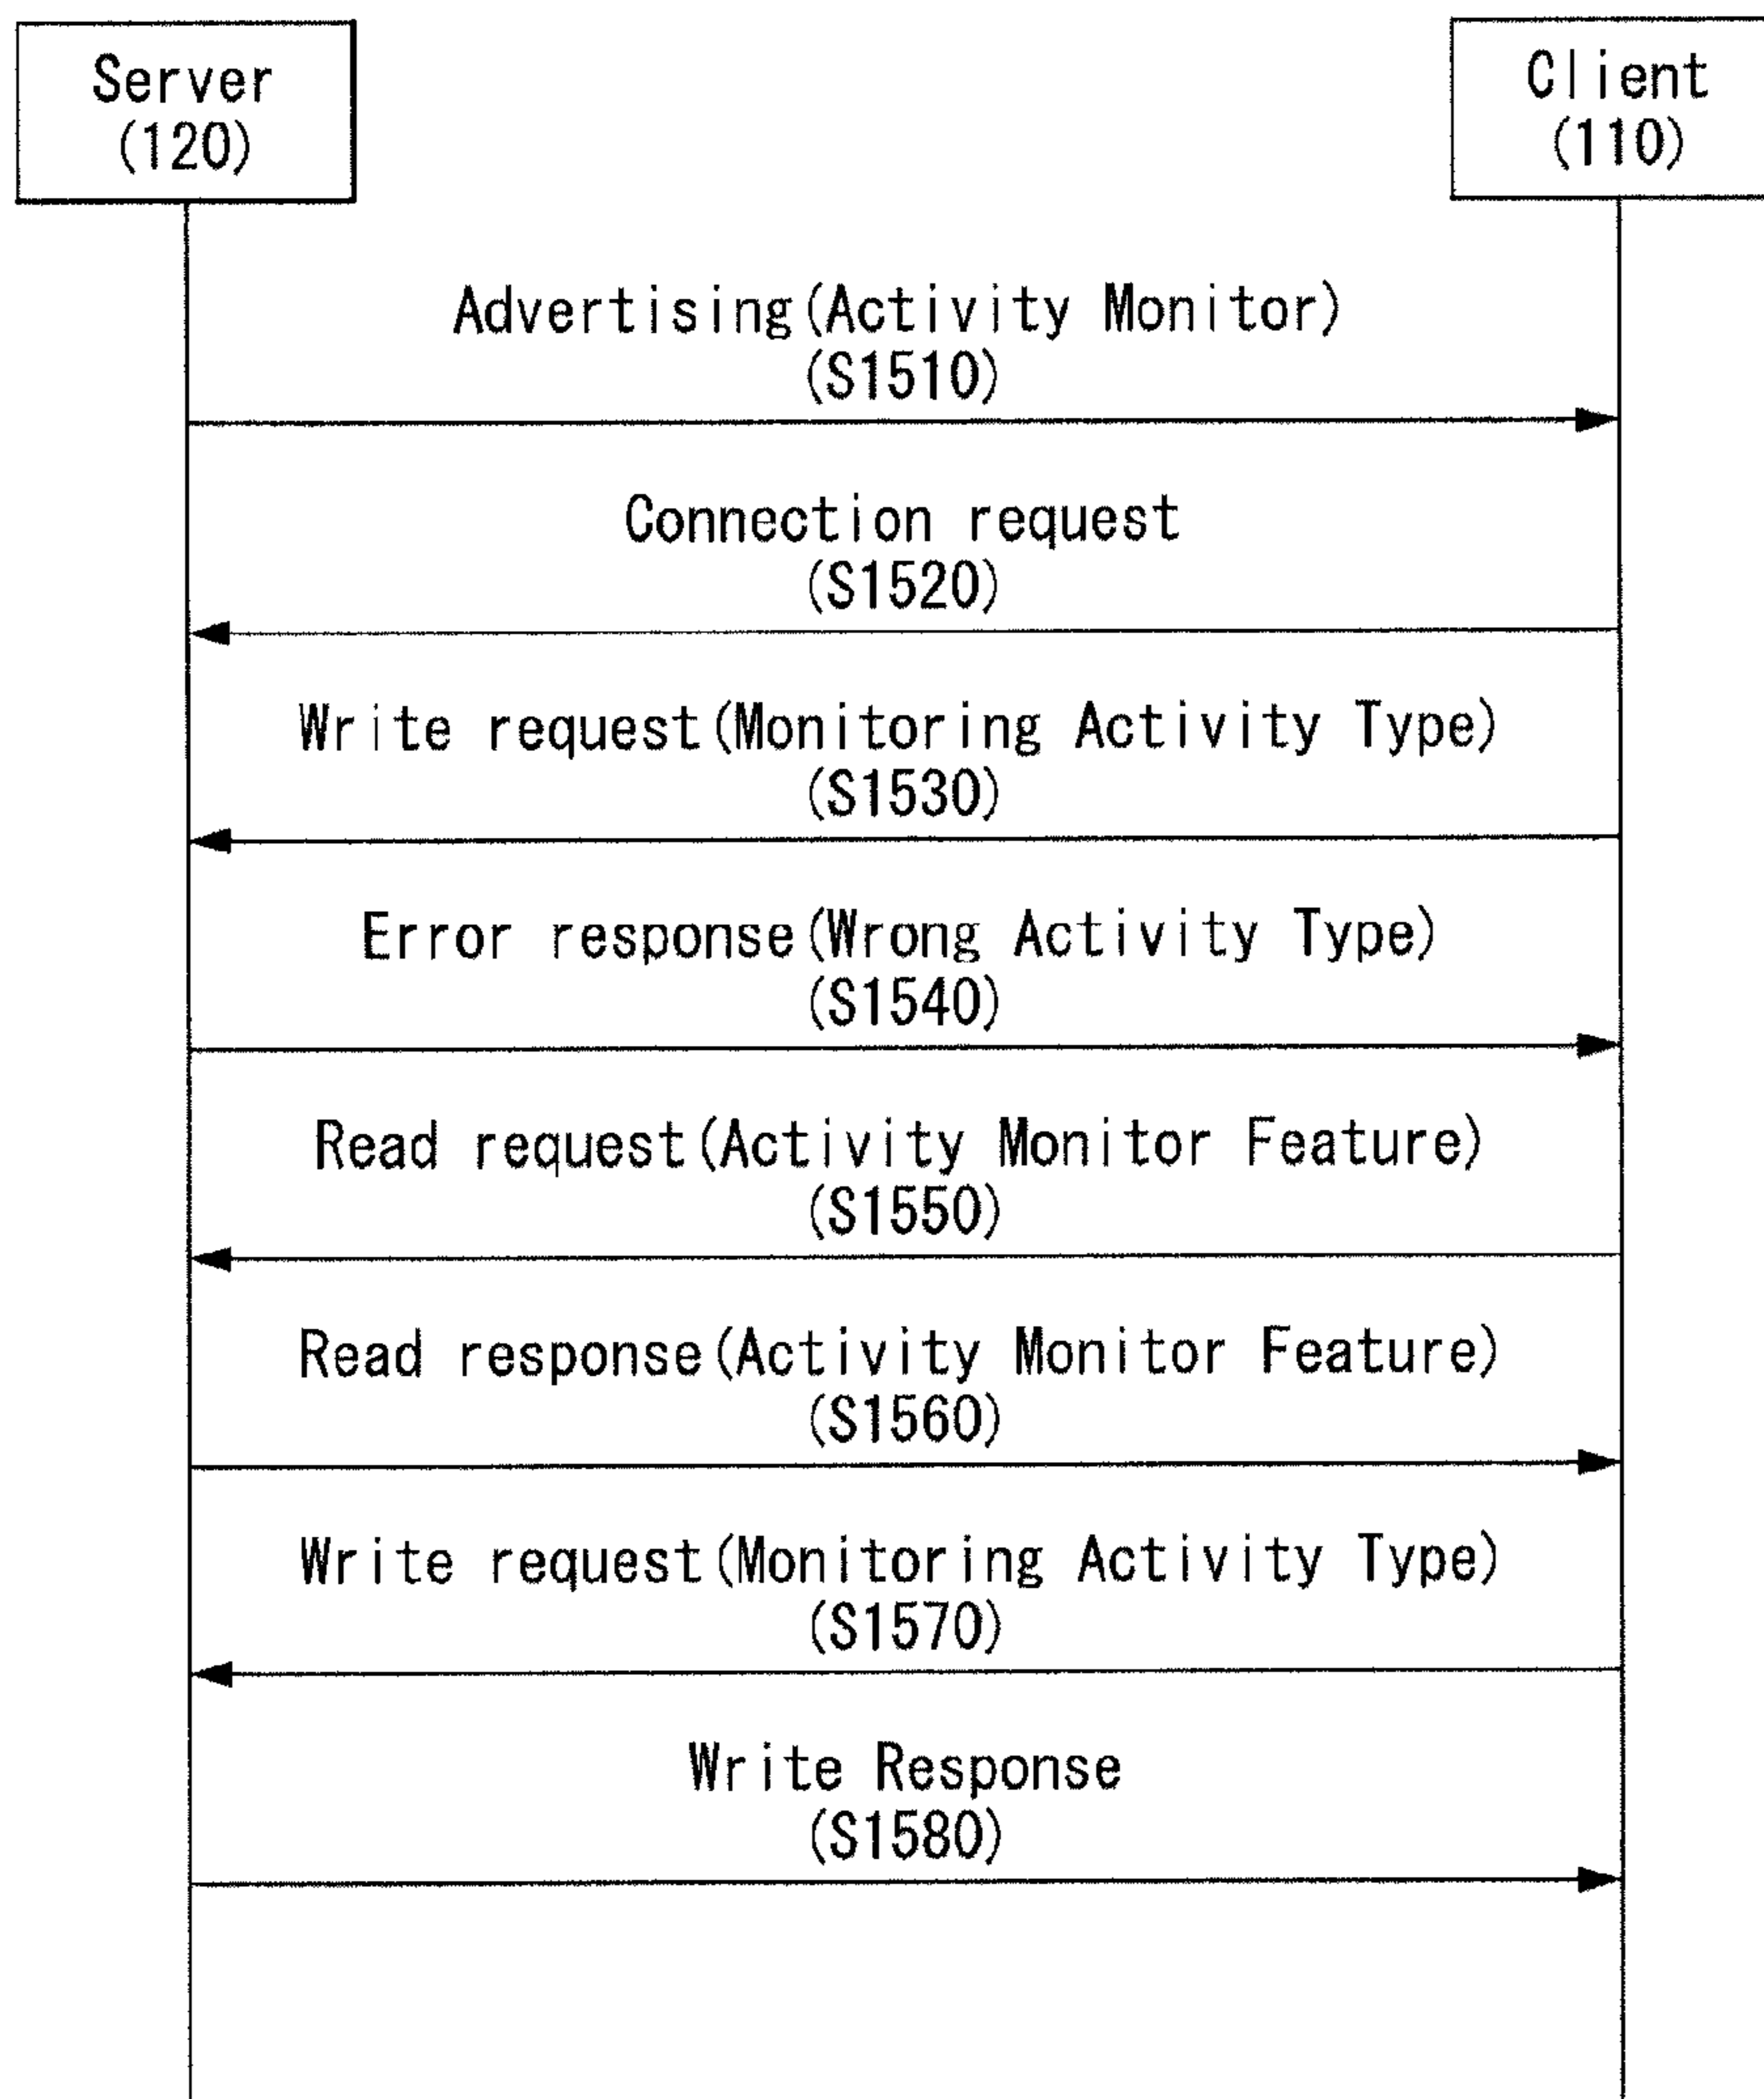 Server
(120)
Client
(110)
Advertising(Activity Monitor)
(S1510)
Connection request
(S1520)
Write request(Monitoring Activity Type)
(S1530)
Error response(Wrong Activity Type)
(S1540)
Read request(Activity Monitor Feature)
(S1550)
Read response(Activity Monitor Feature)
(S1560)
Write request(Monitoring Activity Type)
(S1570)
Write Response
(S1580)